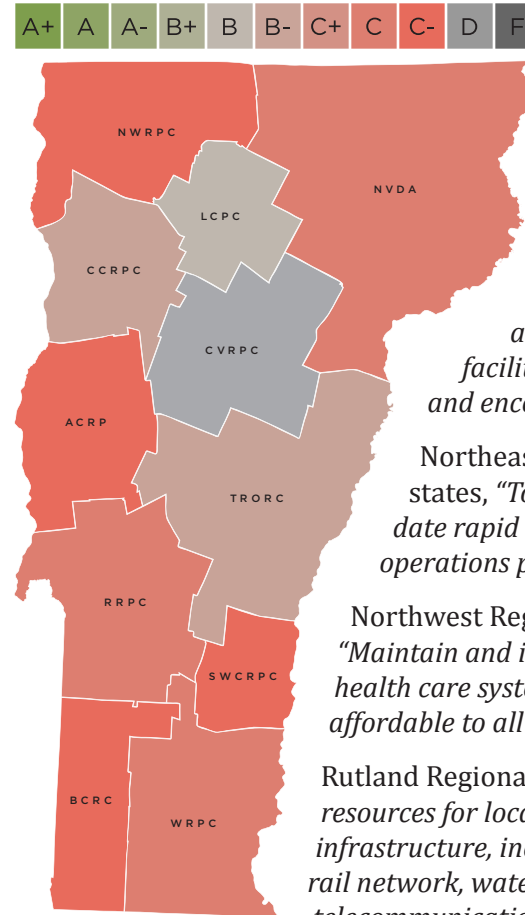 A+ A A- B+ B B- C+ C C- D F
NWRPC
LCPC
NVDA
CCRPC
CVRPC
ACRP
TRORC
RRPC
SWCRPC
BCRC
WRPC
a
facilit
and enco
Northeas
states, “To
date rapid
operations p
Northwest Reg
“Maintain and i
health care syste
affordable to all
Rutland Regiona
resources for loca
infrastructure, inc
rail network, wate
telecommunicatio